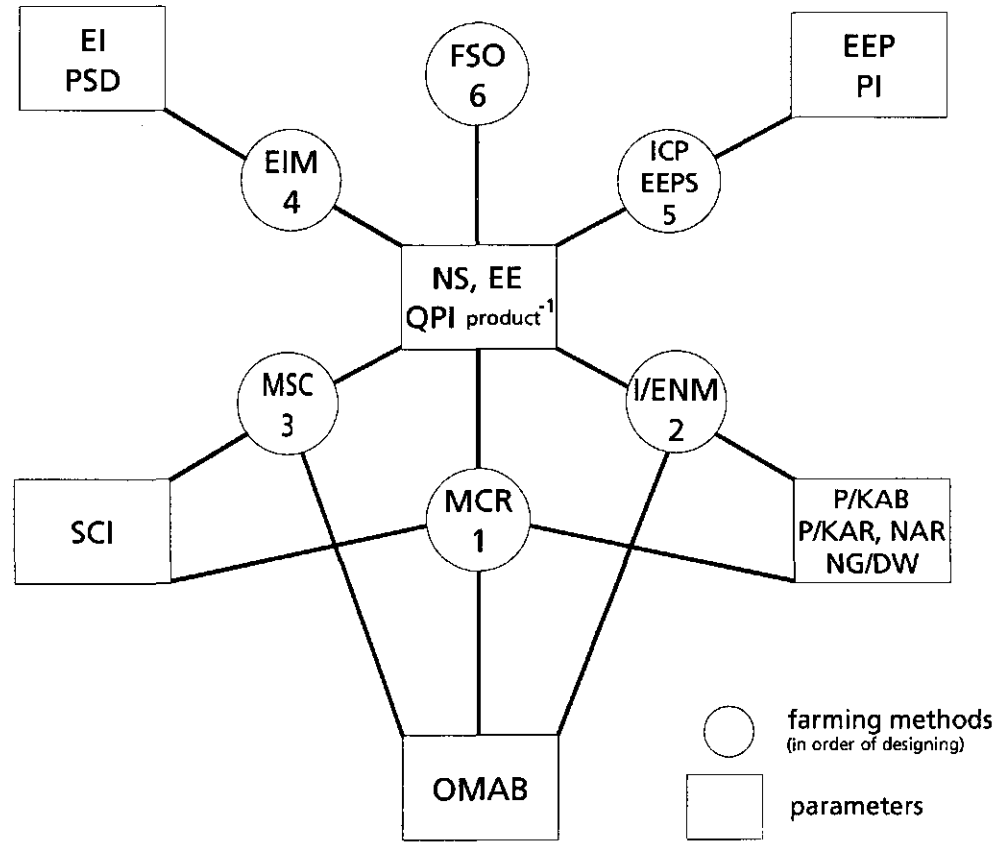 EI
PSD
FSO
6
EEP
PI
EIM
4
ICP
EEPS
5
NS, EE
QPI product⁻¹
MSC
3
I/ENM
2
SCI
MCR
1
P/KAB
P/KAR, NAR
NG/DW
OMAB
farming methods
(in order of designing)
parameters